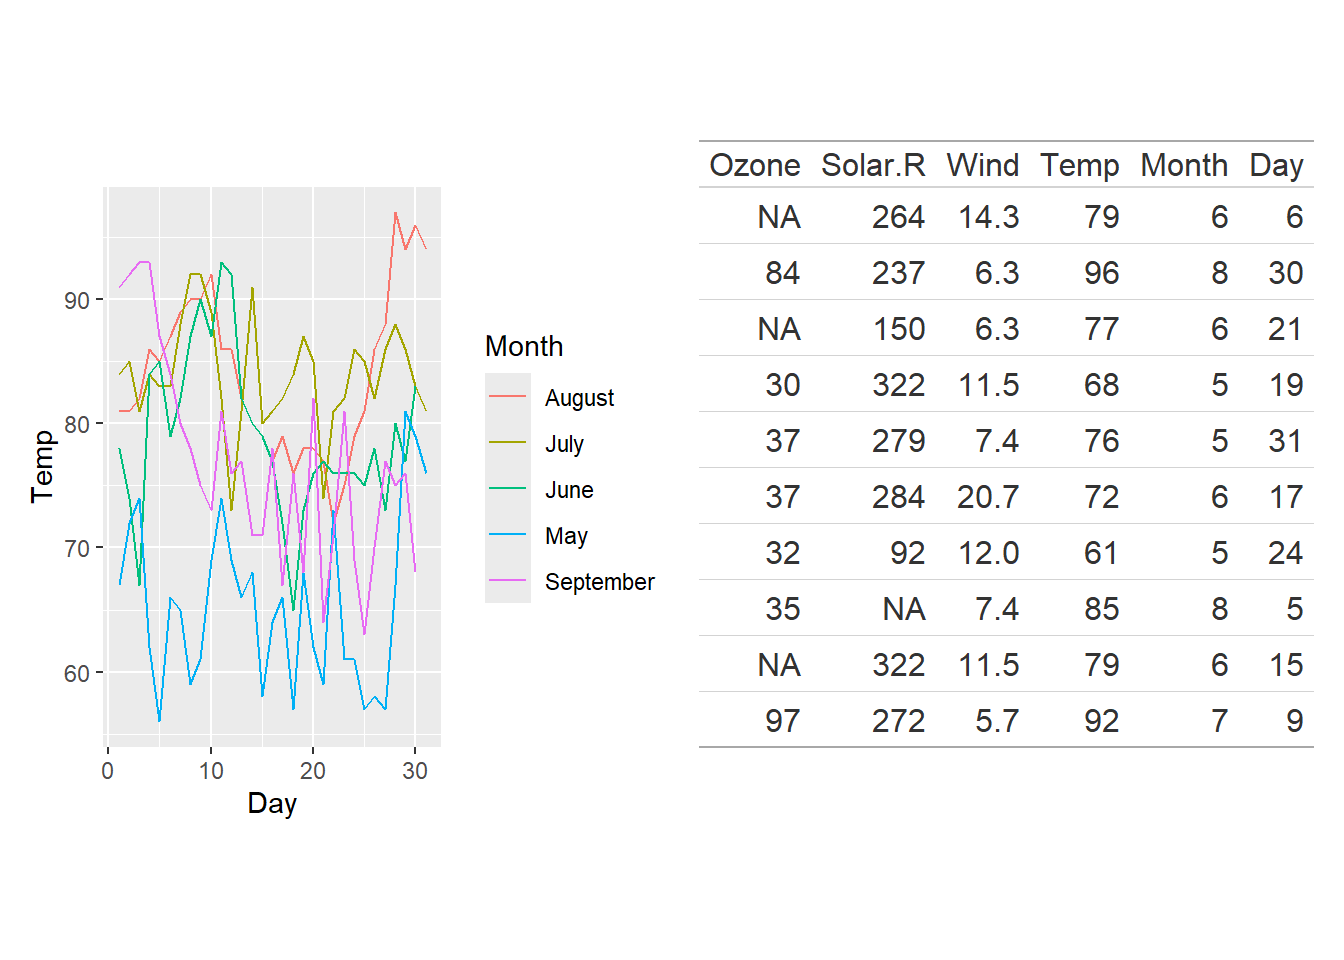 Temp
90
80
70
60
0 10 20 30
Day
Month
August
July
June
May
September
Ozone Solar.R Wind Temp Month Day
NA 264 14.3 79 6 6
84 237 6.3 96 8 30
NA 150 6.3 77 6 21
30 322 11.5 68 5 19
37 279 7.4 76 5 31
37 284 20.7 72 6 17
32 92 12.0 61 5 24
35 NA 7.4 85 8 5
NA 322 11.5 79 6 15
97 272 5.7 92 7 9